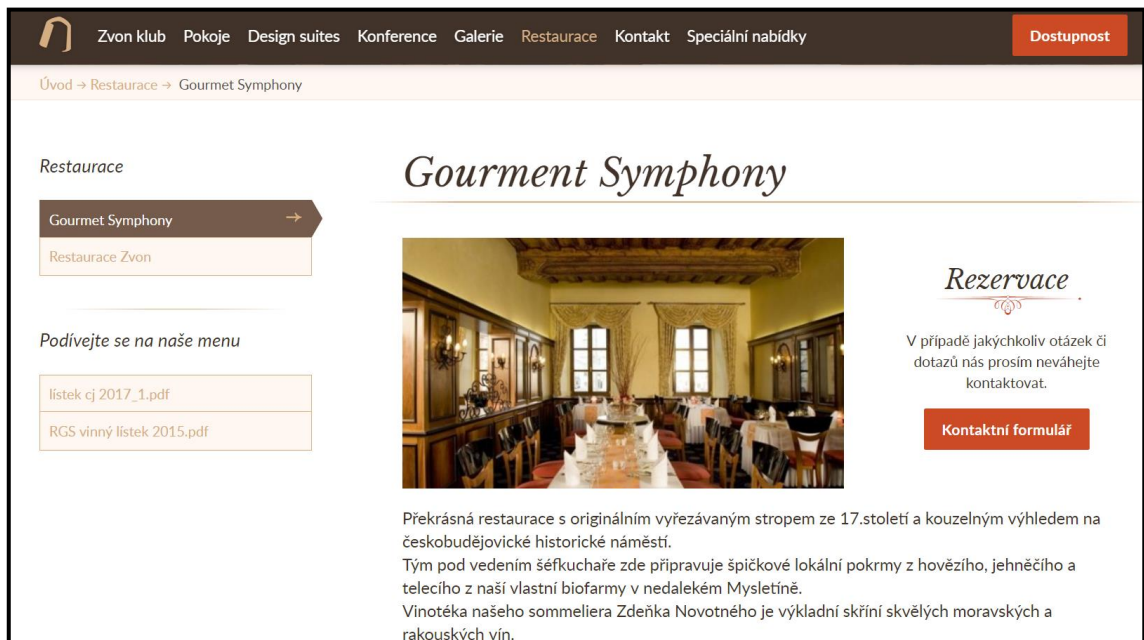 Zvon klub Pokoje Design suites Konference Galerie Restaurace Kontakt Speciální nabídky Dostupnost
Úvod → Restaurace → Gourmet Symphony
Restaurace
Gourmet Symphony →
Restaurace Zvon
Podívejte se na naše menu
lístek cj 2017_1.pdf
RGS vinný lístek 2015.pdf
Gourment Symphony
Rezervace
V případě jakýchkoliv otázek či
dotazů nás prosím neváhejte
kontaktovat.
Kontaktní formulář
Překrásná restaurace s originálním vyřezávaným stropem ze 17.století a kouzelným výhledem na
českobudějovické historické náměstí.
Tým pod vedením šéfkuchaře zde připravuje špičkové lokální pokrmy z hovězího, jehněčího a
telecího z naší vlastní biofarmy v nedalekém Mysletíně.
Vinotéka našeho sommeliera Zdeňka Novotného je výkladní skříní skvělých moravských a
rakouských vín.